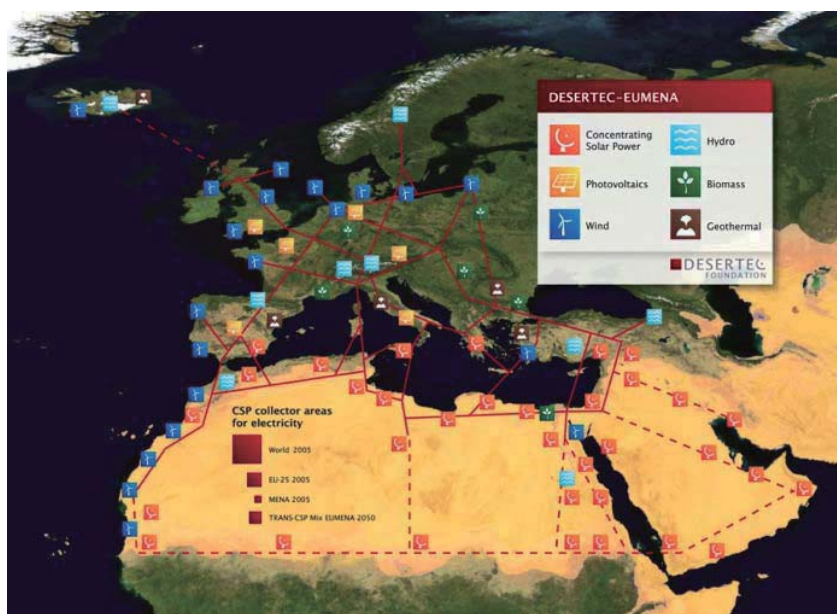 DESERTEC-EUMENA
Concentrating
Solar Power
Hydro
Photovoltaics
Biomass
Wind
Geothermal
DESERTEC
FOUNDATION
CSP collector areas
for electricity
World 2005
EU-25 2005
MENA 2005
TRANS-CSP Mix EUMENA 2050